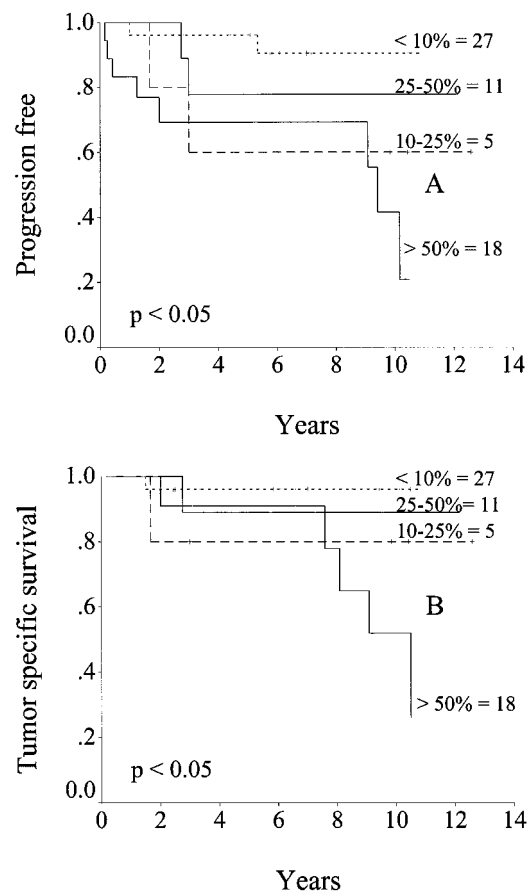 1.0
< 10% = 27
.8
25-50% = 11
10-25% = 5
.6
A
.4
> 50% = 18
.2
0.0
p < 0.05
0 2 4 6 8 10 12 14
Progression free
Years
1.0
< 10% = 27
25-50%= 11
10-25% = 5
.8
.6
B
.4
> 50% = 18
.2
0.0
p < 0.05
0 2 4 6 8 10 12 14
Tumor specific survival
Years